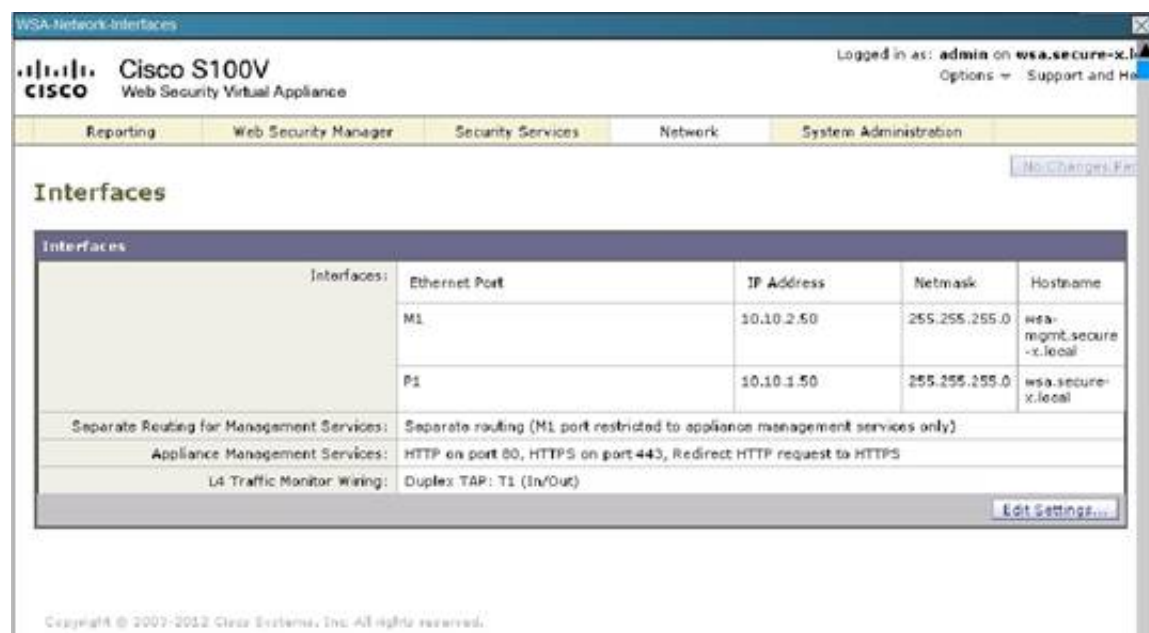 WSA-Network-Interfaces
Logged in as: admin on wsa.secure-x.l
CISCO
Cisco S100V
Web Security Virtual Appliance
Options Support and He
Reporting Web Security Manager Security Services Network System Administration
No Changes Pen
Interfaces
Interfaces
Interfaces: Ethernet Port IP Address Netmask Hostname
M1 10.10.2.50 255.255.255.0 wsa-
mgmt.secure
-x.local
P1 10.10.1.50 255.255.255.0 wsa.secure-
x.local
Separate Routing for Management Services: Separate routing (M1 port restricted to appliance management services only)
Appliance Management Services: HTTP on port 80, HTTPS on port 443, Redirect HTTP request to HTTPS
L4 Traffic Monitor Wiring: Duplex TAP: T1 (In/Out)
Edit Settings...
Copyright © 2003-2012 Cisco Systems, Inc. All rights reserved.